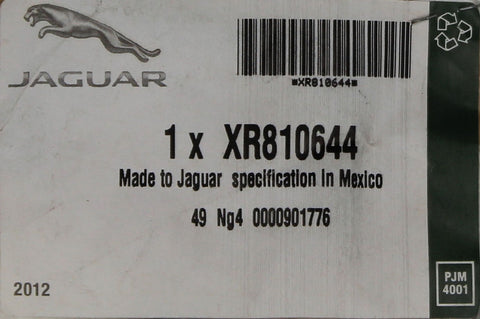 JAGUAR
*XR810644*
1 x XR810644
Made to Jaguar specification In Mexico
49 Ng4 0000901776
2012
PJM
4001